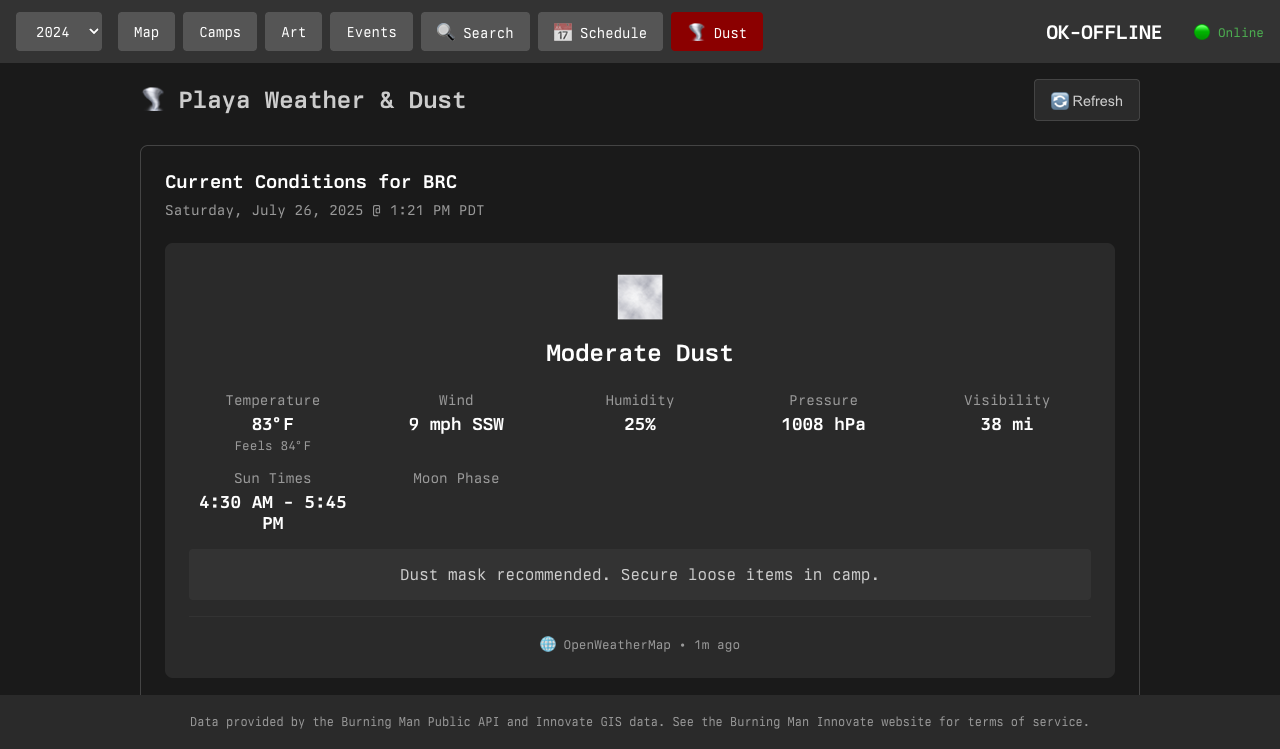 2024 Map Camps Art Events Search Schedule Dust OK-OFFLINE Online
Playa Weather & Dust Refresh
Current Conditions for BRC
Saturday, July 26, 2025 @ 1:21 PM PDT
Moderate Dust
Temperature Wind Humidity Pressure Visibility
83°F 9 mph SSW 25% 1008 hPa 38 mi
Feels 84°F
Sun Times Moon Phase
4:30 AM - 5:45
PM
Dust mask recommended. Secure loose items in camp.
OpenWeatherMap • 1m ago
Data provided by the Burning Man Public API and Innovate GIS data. See the Burning Man Innovate website for terms of service.